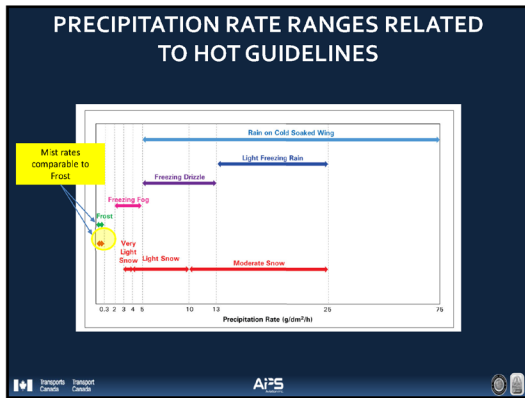 PRECIPITATION RATE RANGES RELATED
TO HOT GUIDELINES
Mist rates
comparable to
Frost
Rain on Cold Soaked Wing
Light Freezing Rain
Freezing Drizzle
Freezing Fog
Frost
Very
Light
Snow
Light Snow
Moderate Snow
0.3 2 3 4 5 10 13 25 75
Precipitation Rate (g/dm²/h)
Transports
Canada
Transport
Canada
APS